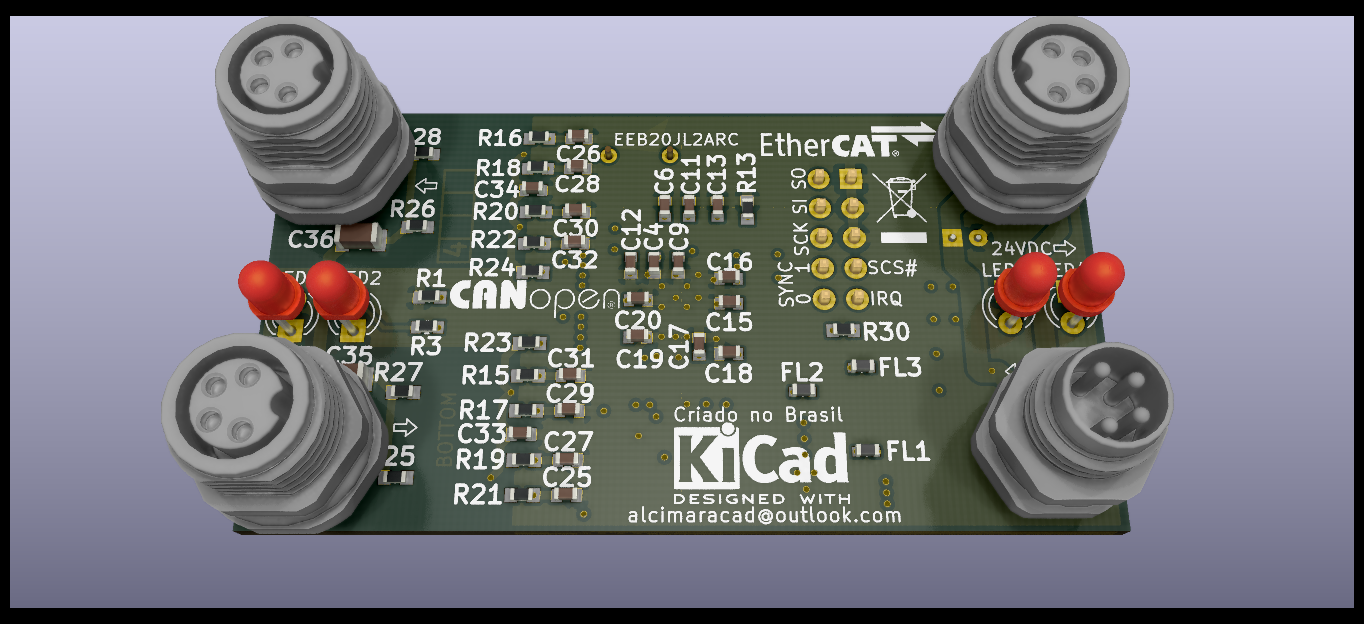 28
R16
R18
C34
R20
R22
R24
C26
C28
C30
C32
EEB20JL2ARC
EtherCAT®
C6
C11
C13
R13
C12
C4
C9
S0
SI
SCK
SYNC
1
0
SCS#
IRQ
R26
C36
24VDC
LED
R1
R3
CANopen®
C20
C19
C17
C16
C15
C18
R30
FL3
FL2
FL1
C35
R27
25
R23
R15
R17
C33
R19
R21
C31
C29
C27
C25
BOTTOM
Criado no Brasil
KiCad
DESIGNED WITH
alcimaracad@outlook.com